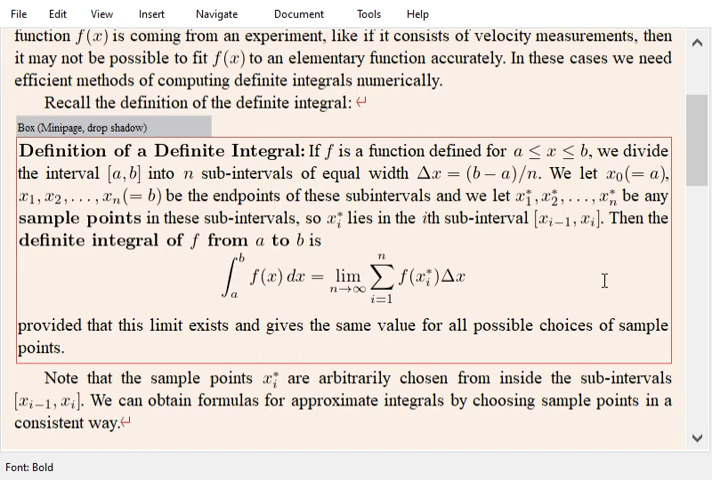 File Edit View Insert Navigate Document Tools Help
function f(x) is coming from an experiment, like if it consists of velocity measurements, then
it may not be possible to fit f(x) to an elementary function accurately. In these cases we need
efficient methods of computing definite integrals numerically.
Recall the definition of the definite integral:
Box (Minipage, drop shadow)
Definition of a Definite Integral: If f is a function defined for a ≤ x ≤ b, we divide
the interval [a, b] into n sub-intervals of equal width Δx = (b − a)/n. We let x₀(= a),
x₁, x₂, . . . , xₙ(= b) be the endpoints of these subintervals and we let x₁*, x₂*, . . . , xₙ* be any
sample points in these sub-intervals, so xᵢ* lies in the ith sub-interval [xᵢ₋₁, xᵢ]. Then the
definite integral of f from a to b is
∫ₐᵇ f(x) dx = lim n→∞ ∑ i=1 n f(xᵢ*)Δx
provided that this limit exists and gives the same value for all possible choices of sample
points.
Note that the sample points xᵢ* are arbitrarily chosen from inside the sub-intervals
[xᵢ₋₁, xᵢ]. We can obtain formulas for approximate integrals by choosing sample points in a
consistent way.
Font: Bold